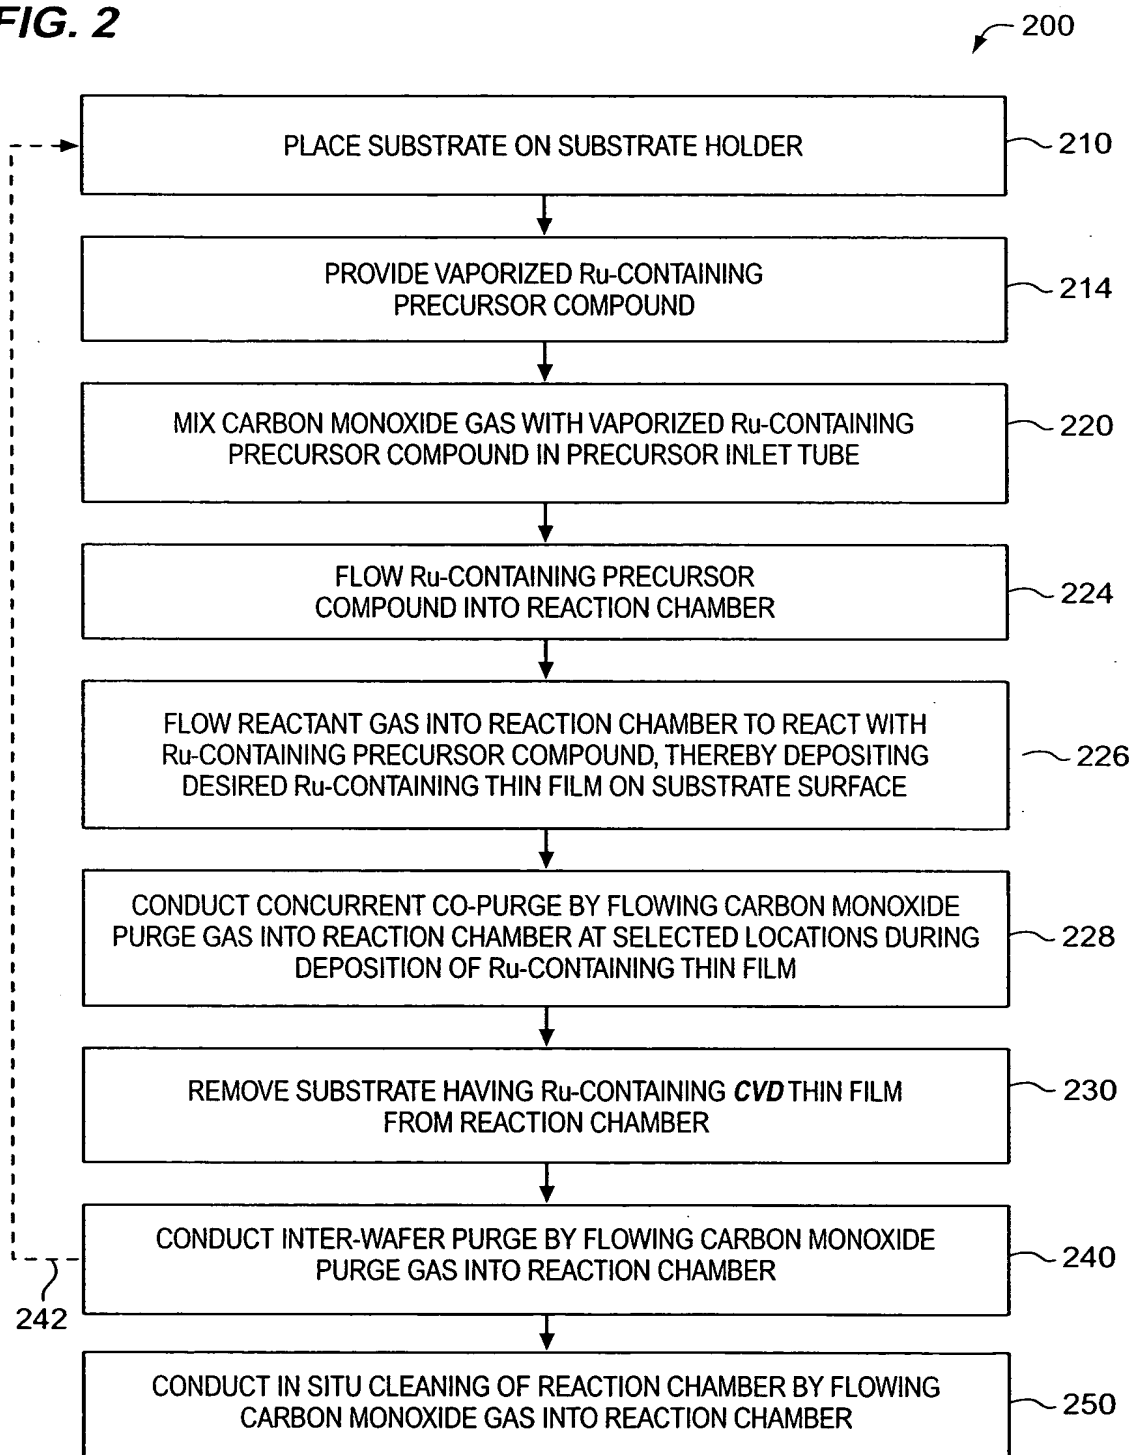 FIG. 2
200
PLACE SUBSTRATE ON SUBSTRATE HOLDER
210
PROVIDE VAPORIZED Ru-CONTAINING
PRECURSOR COMPOUND
214
MIX CARBON MONOXIDE GAS WITH VAPORIZED Ru-CONTAINING
PRECURSOR COMPOUND IN PRECURSOR INLET TUBE
220
FLOW Ru-CONTAINING PRECURSOR
COMPOUND INTO REACTION CHAMBER
224
FLOW REACTANT GAS INTO REACTION CHAMBER TO REACT WITH
Ru-CONTAINING PRECURSOR COMPOUND, THEREBY DEPOSITING
DESIRED Ru-CONTAINING THIN FILM ON SUBSTRATE SURFACE
226
CONDUCT CONCURRENT CO-PURGE BY FLOWING CARBON MONOXIDE
PURGE GAS INTO REACTION CHAMBER AT SELECTED LOCATIONS DURING
DEPOSITION OF Ru-CONTAINING THIN FILM
228
REMOVE SUBSTRATE HAVING Ru-CONTAINING CVD THIN FILM
FROM REACTION CHAMBER
230
CONDUCT INTER-WAFER PURGE BY FLOWING CARBON MONOXIDE
PURGE GAS INTO REACTION CHAMBER
240
242
CONDUCT IN SITU CLEANING OF REACTION CHAMBER BY FLOWING
CARBON MONOXIDE GAS INTO REACTION CHAMBER
250